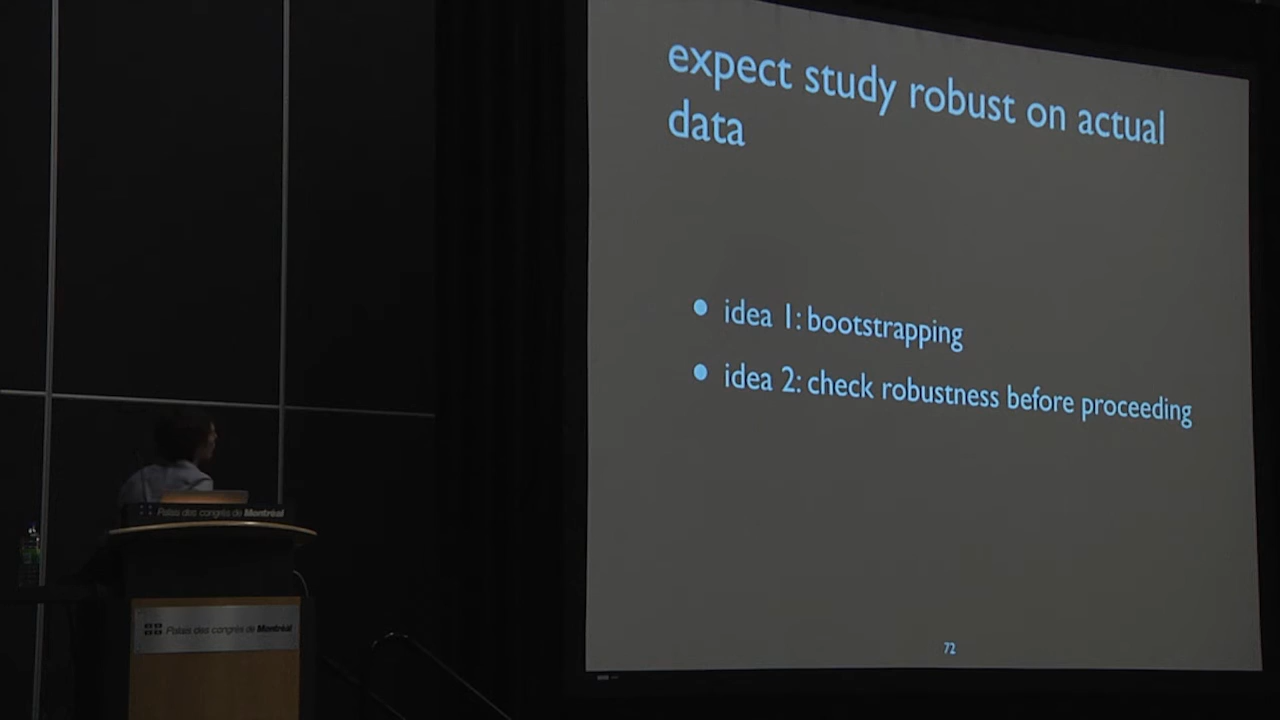 expect study robust on actual
data
idea 1: bootstrapping
idea 2: check robustness before proceeding
72
Palais des congrès de Montréal
Palais des congrès de Montréal